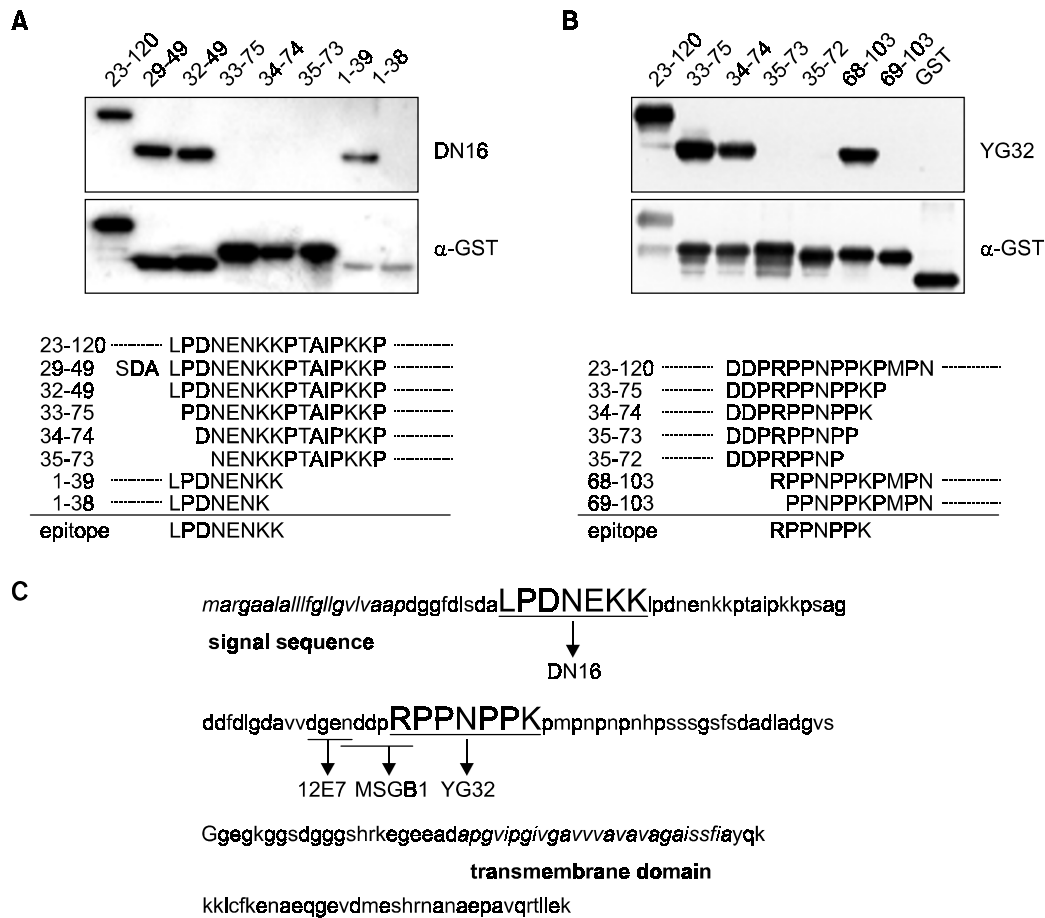 A
23-120 29-49 32-49 33-75 34-74 35-73 1-39 1-38
DN16
α-GST
23-120 ---------- LPDNENKKPTAIPKKP ----------
29-49 SDA LPDNENKKPTAIPKKP ----------
32-49 LPDNENKKPTAIPKKP ----------
33-75 PDNENKKPTAIPKKP ----------
34-74 DNENKKPTAIPKKP ----------
35-73 NENKKPTAIPKKP ----------
1-39 ---------- LPDNENKK
1-38 ---------- LPDNENK
epitope LPDNENKK
B
23-120 33-75 34-74 35-73 35-72 68-103 69-103 GST
YG32
α-GST
23-120 ---------- DDPRPPNPPKPMPN ----------
33-75 ---------- DDPRPPNPPKP
34-74 ---------- DDPRPPNPPK
35-73 ---------- DDPRPPNPP
35-72 ---------- DDPRPPNP
68-103 RPPNPPKPMPN ----------
69-103 PPNPPKPMPN ----------
epitope RPPNPPK
C
margaalalllfgllgvlvaapdggfdlsdaLPDNEKKlpdnenkkptaipkkpsag
signal sequence
DN16
ddfdlgdavvdgenddpRPPNPPKpmpnpnpnhpsssgsfsdadladgvs
12E7 MSGB1 YG32
Ggegkggsdgggshrkegeeadapgvipgivgavvvavavagaissfiayqk
transmembrane domain
kklcfkenaeqgevdmeshrnanaepavqrtllek